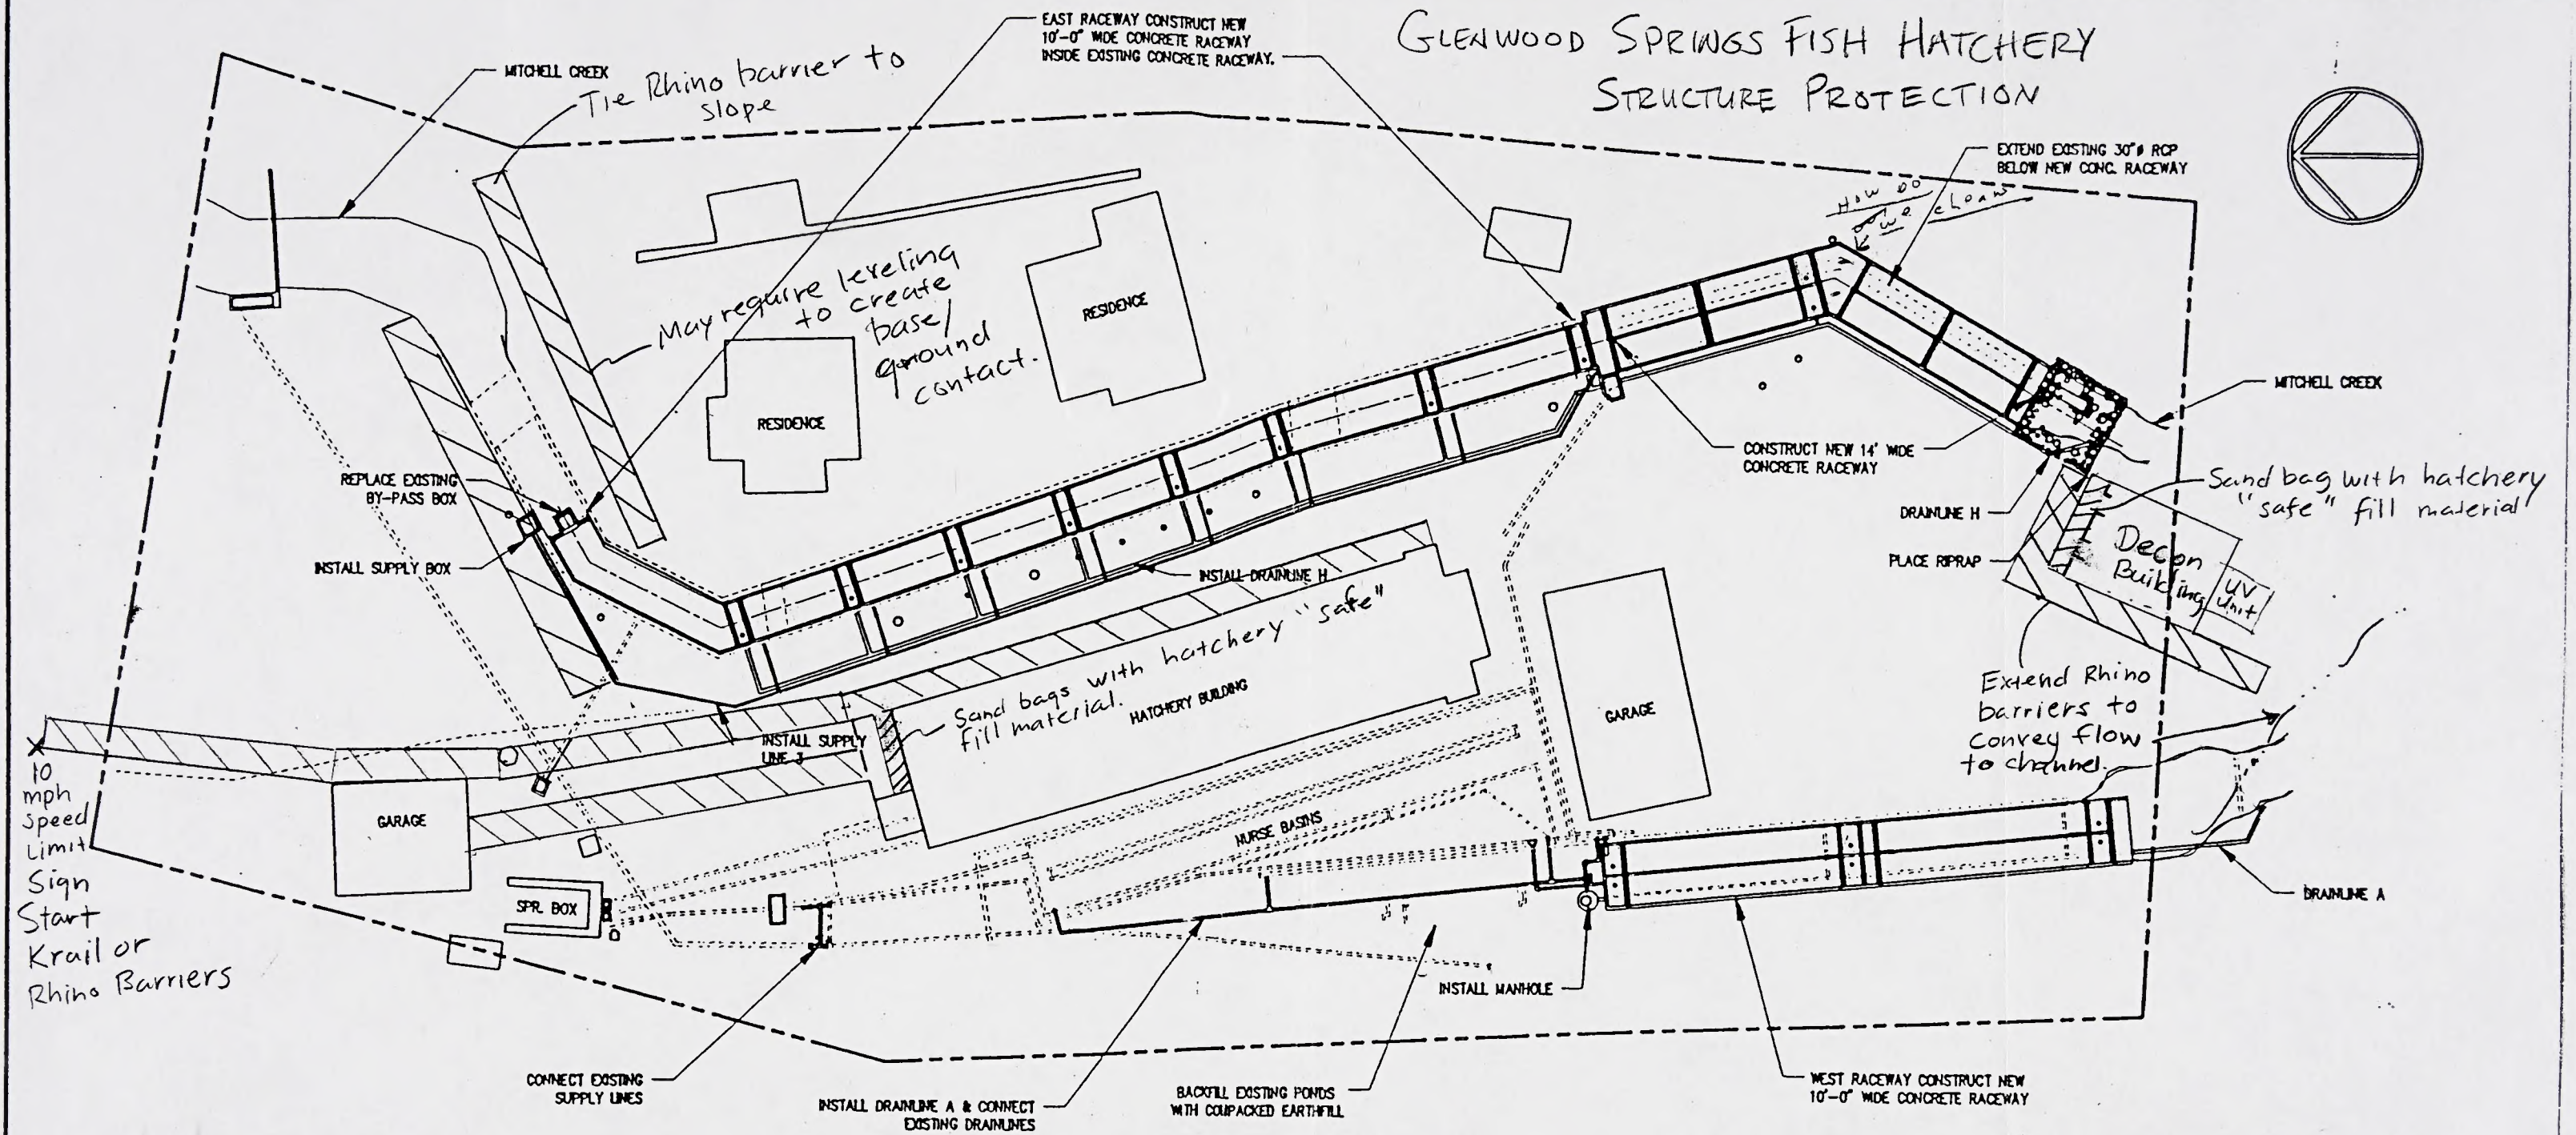 GLENWOOD SPRINGS FISH HATCHERY
STRUCTURE PROTECTION
EAST RACEWAY CONSTRUCT NEW
10'-0" WIDE CONCRETE RACEWAY
INSIDE EXISTING CONCRETE RACEWAY.
MITCHELL CREEK
Tie Rhino barrier to
slope
EXTEND EXISTING 30"ø RCP
BELOW NEW CONC. RACEWAY
How do
we clean
May require leveling
to create
base/
ground
contact.
RESIDENCE
RESIDENCE
MITCHELL CREEK
CONSTRUCT NEW 14' WIDE
CONCRETE RACEWAY
REPLACE EXISTING
BY-PASS BOX
Sand bag with hatchery
"safe" fill material
DRAINLINE H
PLACE RIPRAP
Decon
Building
UV
Unit
INSTALL SUPPLY BOX
INSTALL DRAINLINE H
Sand bags with hatchery "safe"
fill material.
HATCHERY BUILDING
GARAGE
Extend Rhino
barriers to
convey flow
to channel.
INSTALL SUPPLY
LINE J
X
10
mph
Speed
Limit
Sign
Start
Krail or
Rhino Barriers
GARAGE
NURSE BASINS
SPR. BOX
DRAINLINE A
INSTALL MANHOLE
CONNECT EXISTING
SUPPLY LINES
INSTALL DRAINLINE A & CONNECT
EXISTING DRAINLINES
BACKFILL EXISTING PONDS
WITH COUPACKED EARTHFILL
WEST RACEWAY CONSTRUCT NEW
10'-0" WIDE CONCRETE RACEWAY